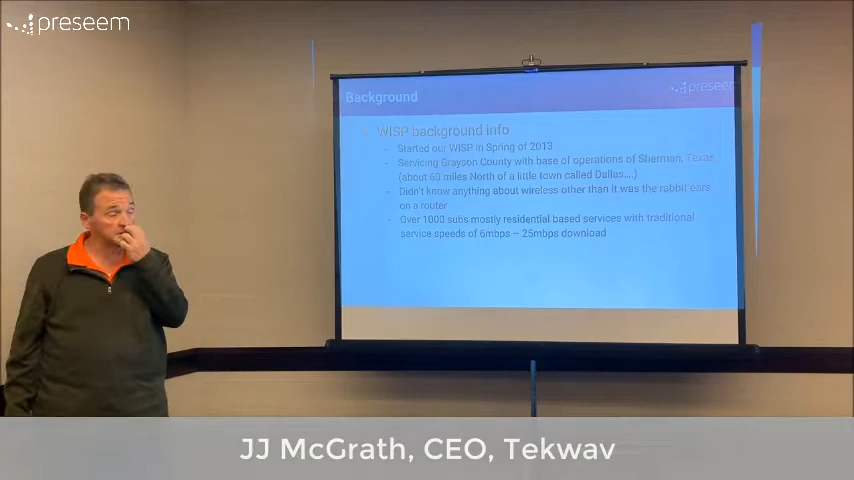 preseem
Background
preseem
WISP background info
- Started our WISP in Spring of 2013
- Servicing Grayson County with base of operations of Sherman, Texas
(about 60 miles North of a little town called Dallas....)
- Didn't know anything about wireless other than it was the rabbit ears
on a router
- Over 1000 subs mostly residential based services with traditional
service speeds of 6mbps – 25mbps download
JJ McGrath, CEO, Tekwav